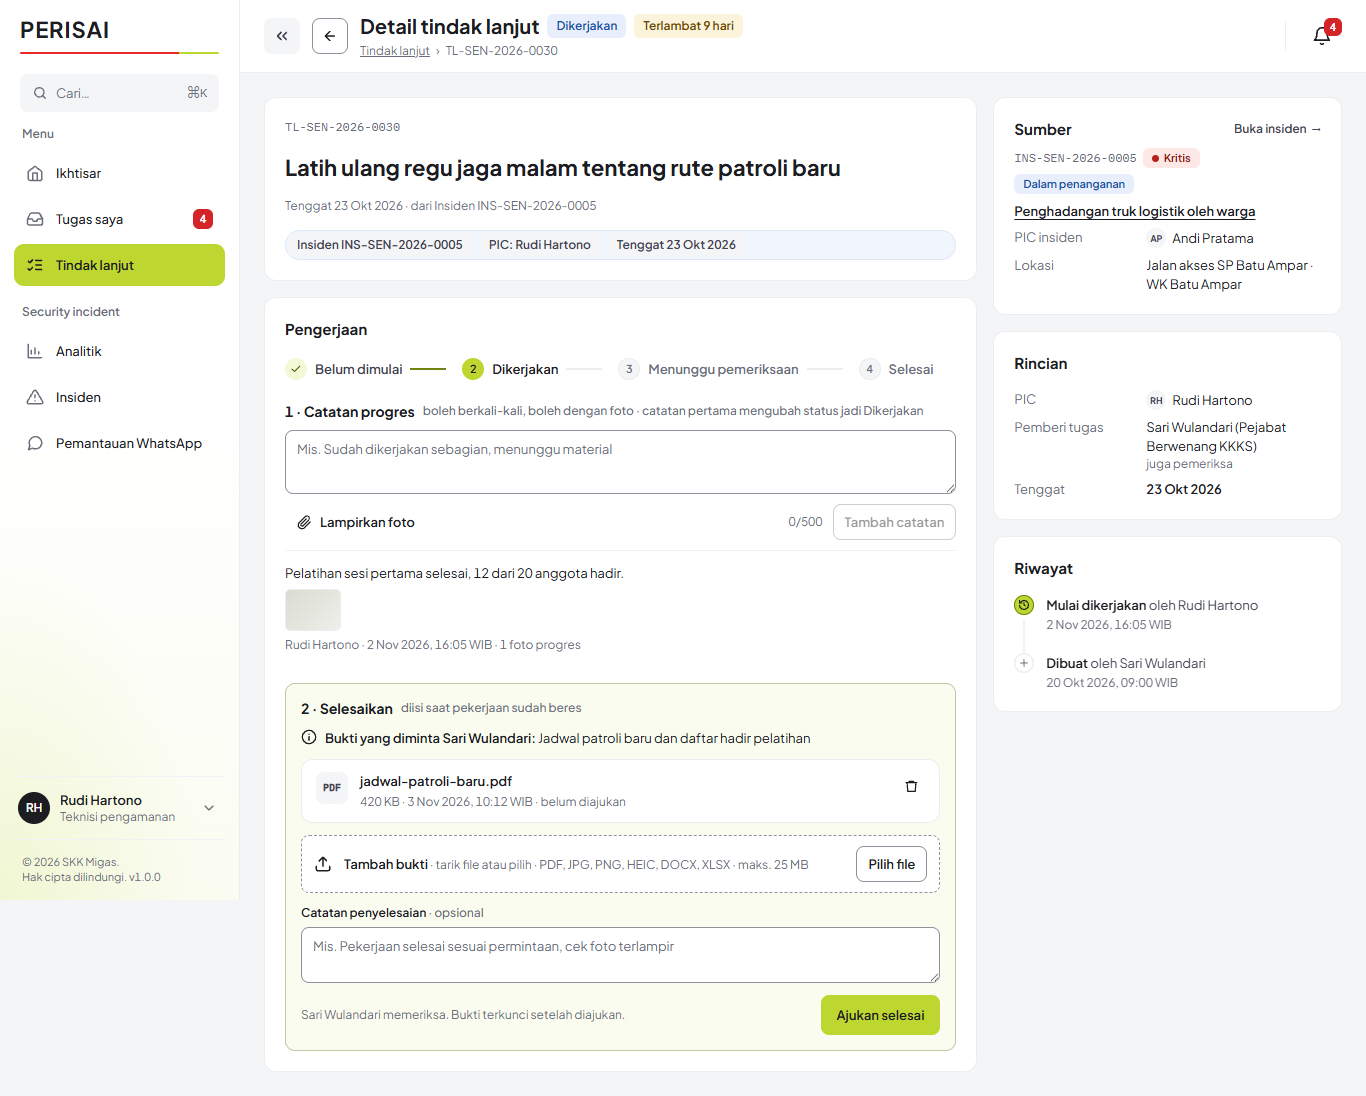 PERISAI
Cari...
⌘K
Menu
Ikhtisar
Tugas saya
4
Tindak lanjut
Security incident
Analitik
Insiden
Pemantauan WhatsApp
RH
Rudi Hartono
Teknisi pengamanan
© 2026 SKK Migas.
Hak cipta dilindungi. v1.0.0
Detail tindak lanjut
Dikerjakan
Terlambat 9 hari
Tindak lanjut › TL-SEN-2026-0030
4
TL-SEN-2026-0030
Latih ulang regu jaga malam tentang rute patroli baru
Tenggat 23 Okt 2026 · dari Insiden INS-SEN-2026-0005
Insiden INS-SEN-2026-0005
PIC: Rudi Hartono
Tenggat 23 Okt 2026
Pengerjaan
Belum dimulai
2 Dikerjakan
3 Menunggu pemeriksaan
4 Selesai
1 · Catatan progres boleh berkali-kali, boleh dengan foto · catatan pertama mengubah status jadi Dikerjakan
Mis. Sudah dikerjakan sebagian, menunggu material
Lampirkan foto
0/500
Tambah catatan
Pelatihan sesi pertama selesai, 12 dari 20 anggota hadir.
Rudi Hartono · 2 Nov 2026, 16:05 WIB · 1 foto progres
2 · Selesaikan diisi saat pekerjaan sudah beres
Bukti yang diminta Sari Wulandari: Jadwal patroli baru dan daftar hadir pelatihan
PDF
jadwal-patroli-baru.pdf
420 KB · 3 Nov 2026, 10:12 WIB · belum diajukan
Tambah bukti · tarik file atau pilih · PDF, JPG, PNG, HEIC, DOCX, XLSX · maks. 25 MB
Pilih file
Catatan penyelesaian · opsional
Mis. Pekerjaan selesai sesuai permintaan, cek foto terlampir
Sari Wulandari memeriksa. Bukti terkunci setelah diajukan.
Ajukan selesai
Sumber
Buka insiden →
INS-SEN-2026-0005
Kritis
Dalam penanganan
Penghadangan truk logistik oleh warga
PIC insiden
AP Andi Pratama
Lokasi
Jalan akses SP Batu Ampar ·
WK Batu Ampar
Rincian
PIC
RH Rudi Hartono
Pemberi tugas
Sari Wulandari (Pejabat
Berwenang KKKS)
juga pemeriksa
Tenggat
23 Okt 2026
Riwayat
Mulai dikerjakan oleh Rudi Hartono
2 Nov 2026, 16:05 WIB
Dibuat oleh Sari Wulandari
20 Okt 2026, 09:00 WIB